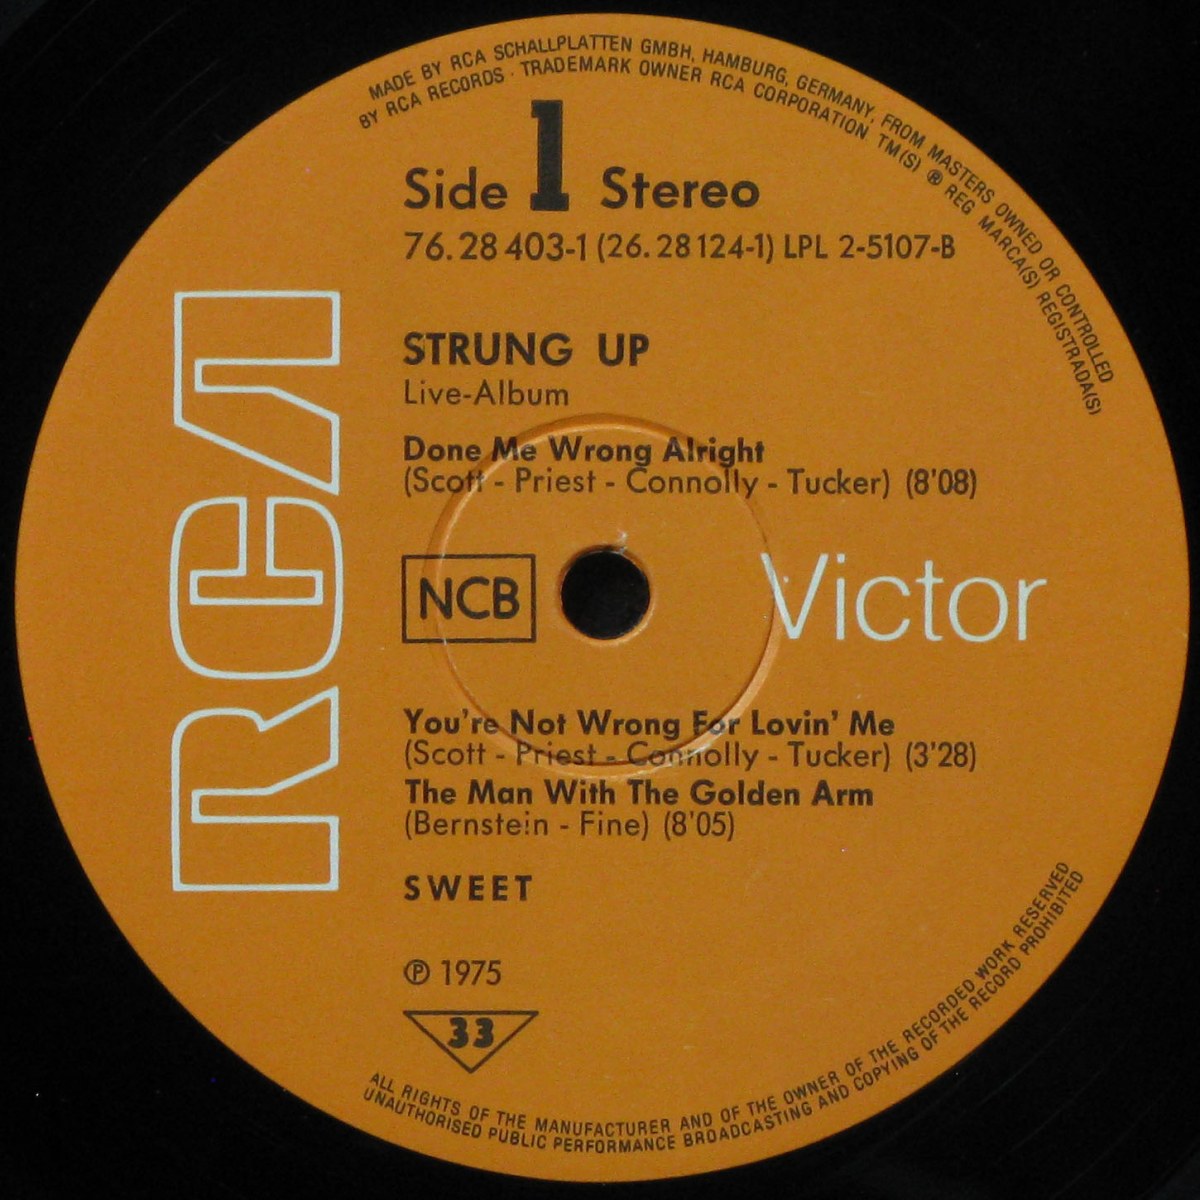 MADE BY RCA SCHALLPLATTEN GMBH, HAMBURG, GERMANY, FROM MASTERS OWNED OR CONTROLLED
BY RCA RECORDS · TRADEMARK OWNER RCA CORPORATION TM(S) ® REG MARCA(S) REGISTRADA(S)
Side 1 Stereo
76.28 403-1 (26.28124-1) LPL 2-5107-B
RCA
STRUNG UP
Live-Album
Done Me Wrong Alright
(Scott - Priest - Connolly - Tucker) (8'08)
NCB
Victor
You're Not Wrong For Lovin' Me
(Scott - Priest - Connolly - Tucker) (3'28)
The Man With The Golden Arm
(Bernstein - Fine) (8'05)
SWEET
℗ 1975
33
ALL RIGHTS OF THE MANUFACTURER AND OF THE OWNER OF THE RECORDED WORK RESERVED
UNAUTHORISED PUBLIC PERFORMANCE BROADCASTING AND COPYING OF THE RECORD PROHIBITED